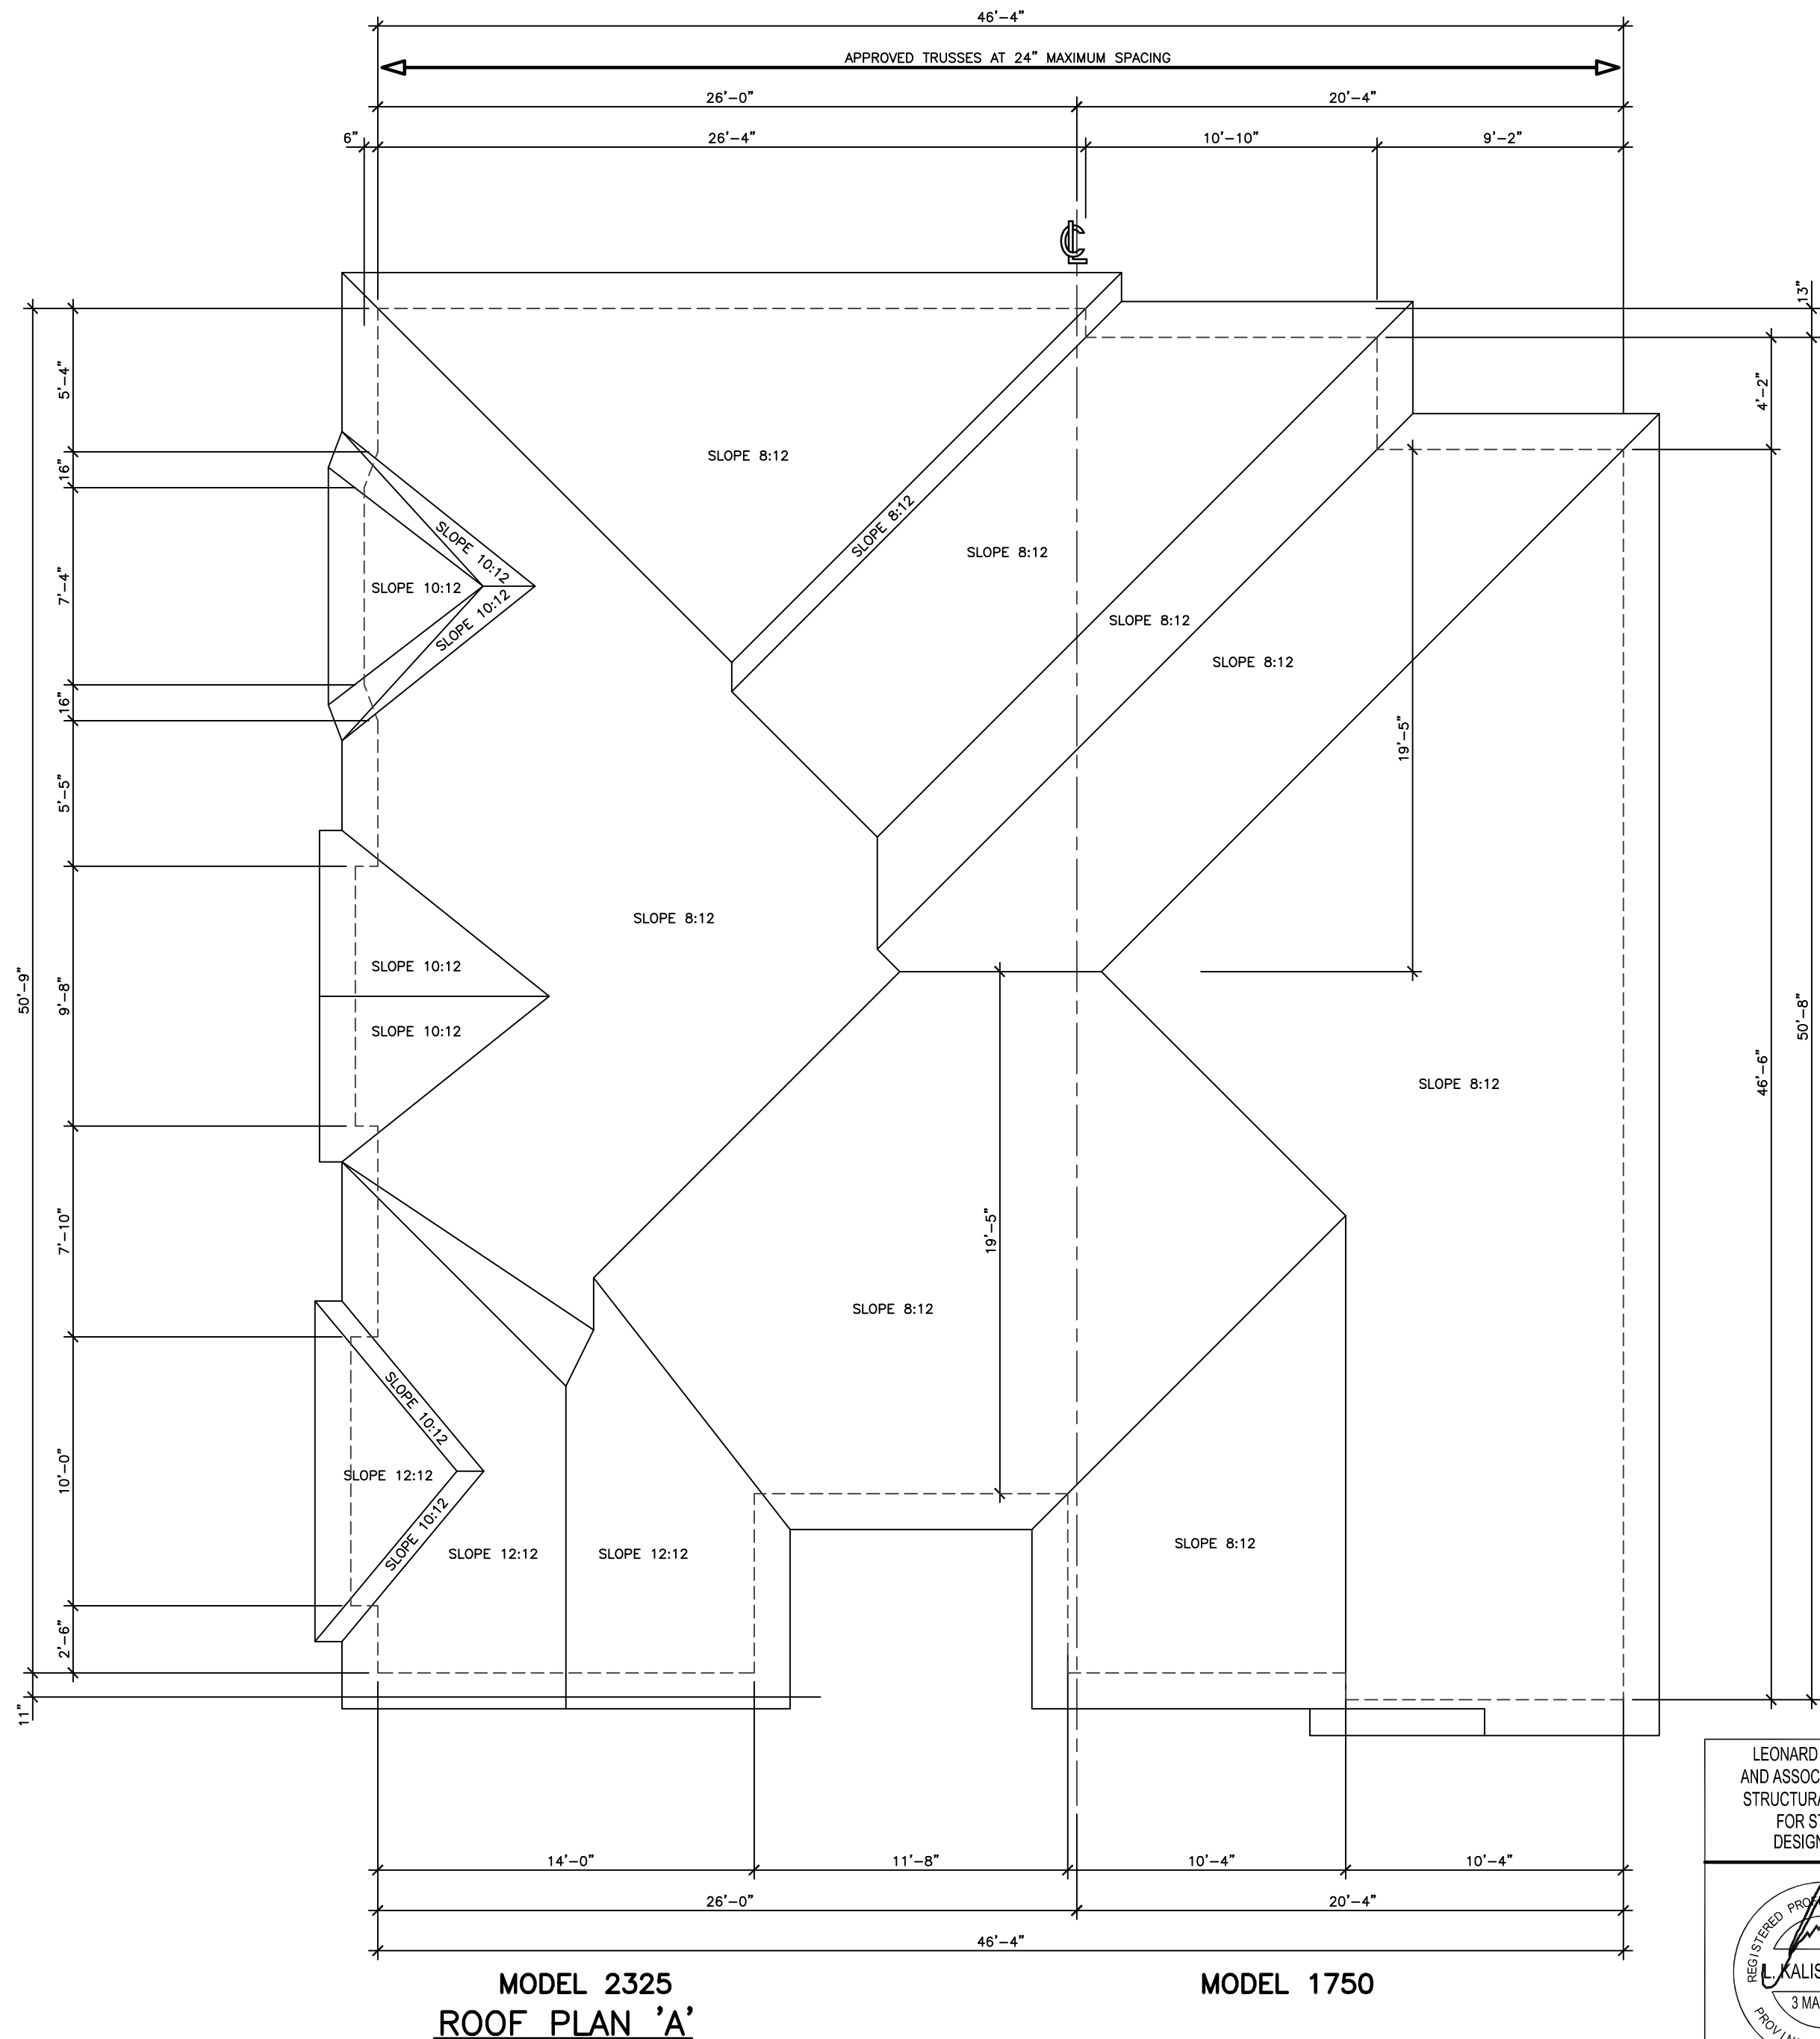 46'-4"
APPROVED TRUSSES AT 24" MAXIMUM SPACING
26'-0"
20'-4"
6"
26'-4"
10'-10"
9'-2"
CL
13"
5'-4"
4'-2"
16"
SLOPE 8:12
SLOPE 8:12
SLOPE 10:12
SLOPE 8:12
7'-4"
SLOPE 10:12
SLOPE 10:12
SLOPE 8:12
SLOPE 8:12
16"
19'-5"
5'-5"
SLOPE 8:12
50'-9"
9'-8"
SLOPE 10:12
50'-8"
SLOPE 10:12
46'-6"
SLOPE 8:12
7'-10"
19'-5"
SLOPE 8:12
SLOPE 10:12
10'-0"
SLOPE 12:12
SLOPE 10:12
SLOPE 12:12
SLOPE 12:12
SLOPE 8:12
2'-6"
11"
LEONARD
AND ASSOC
STRUCTURA
FOR ST
DESIGN
14'-0"
11'-8"
10'-4"
10'-4"
26'-0"
20'-4"
46'-4"
REGISTERED PROF
L. KALIS
3 MA
PROVIN
MODEL 2325
MODEL 1750
ROOF PLAN 'A'